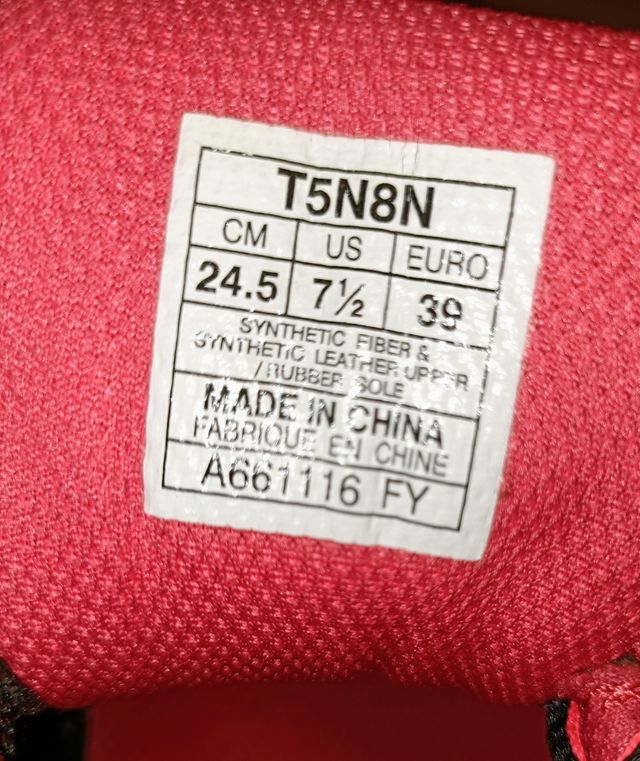 T5N8N
CM US EURO
24.5 7½ 39
SYNTHETIC FIBER &
SYNTHETIC LEATHER UPPER
/RUBBER SOLE
MADE IN CHINA
FABRIQUE EN CHINE
A661116 FY